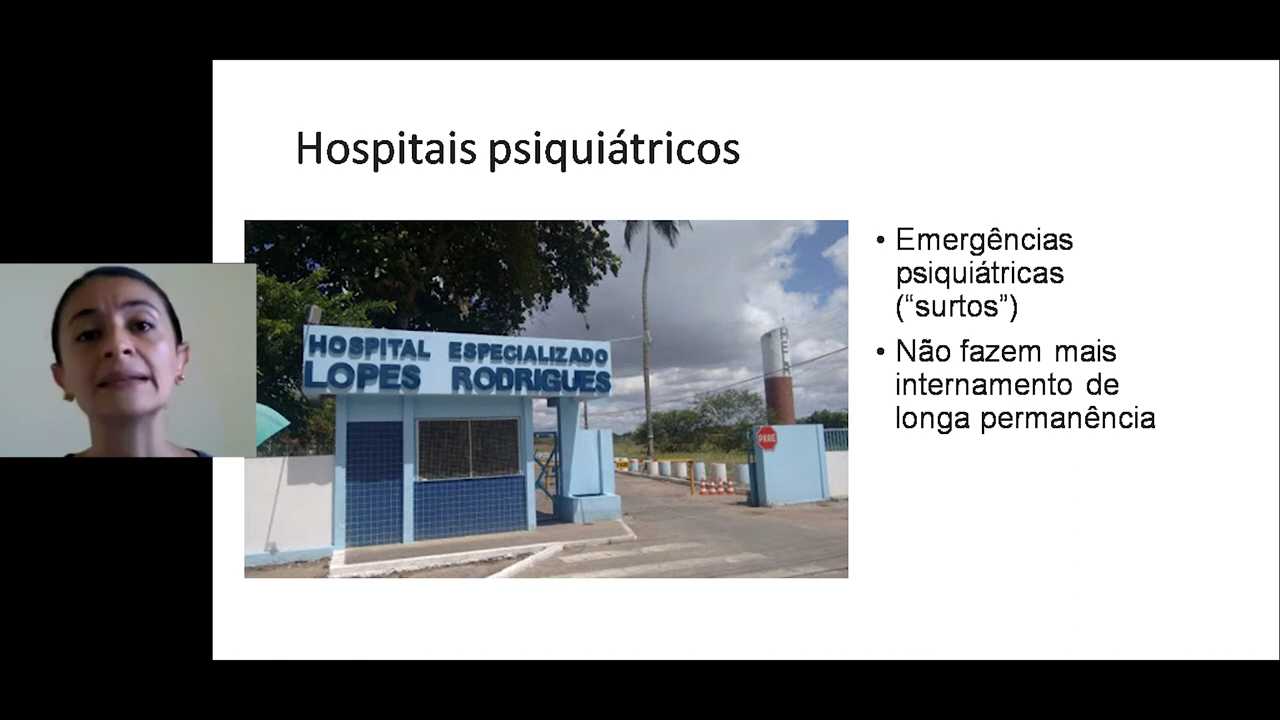 Hospitais psiquiátricos
HOSPITAL ESPECIALIZADO
LOPES RODRIGUES
PARE
• Emergências
psiquiátricas
(“surtos”)
• Não fazem mais
internamento de
longa permanência